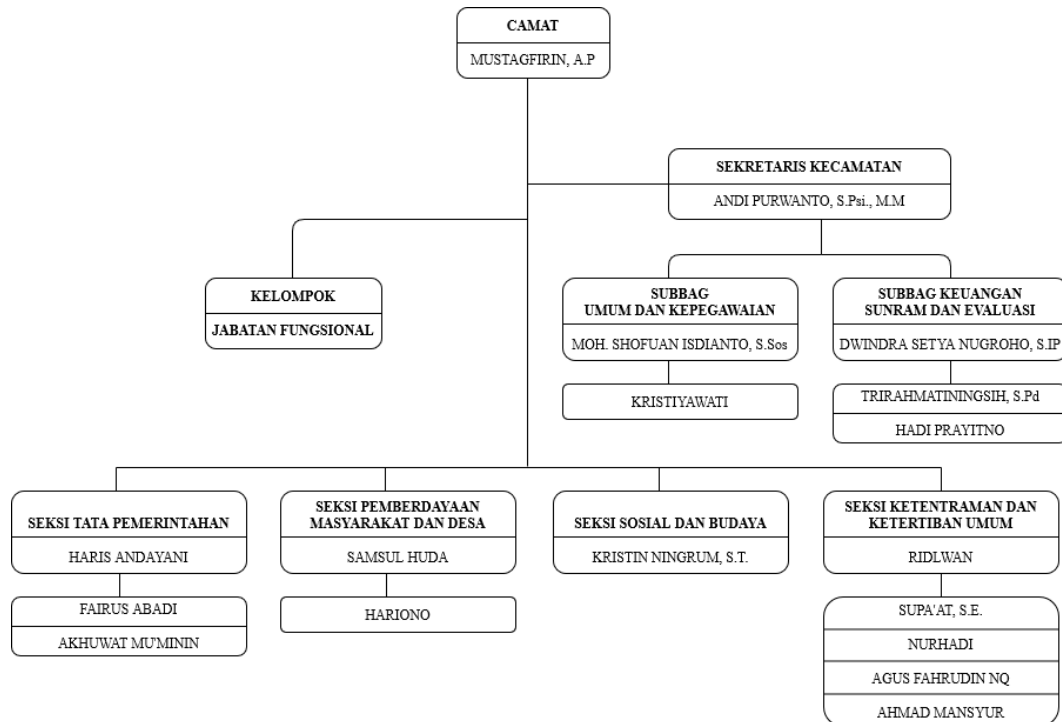 CAMAT
MUSTAGFIRIN, A.P
SEKRETARIS KECAMATAN
ANDI PURWANTO, S.Psi., M.M
KELOMPOK
JABATAN FUNGSIONAL
SUBBAG
UMUM DAN KEPEGAWAIAN
MOH. SHOFUAN ISDIANTO, S.Sos
KRISTIYAWATI
SUBBAG KEUANGAN
SUNRAM DAN EVALUASI
DWINDRA SETYA NUGROHO, S.IP
TRIRAHMATININGSIH, S.Pd
HADI PRAYITNO
SEKSI TATA PEMERINTAHAN
HARIS ANDAYANI
FAIRUS ABADI
AKHUWAT MU'MININ
SEKSI PEMBERDAYAAN
MASYARAKAT DAN DESA
SAMSUL HUDA
HARIONO
SEKSI SOSIAL DAN BUDAYA
KRISTIN NINGRUM, S.T.
SEKSI KETENTRAMAN DAN
KETERTIBAN UMUM
RIDLWAN
SUPA'AT, S.E.
NURHADI
AGUS FAHRUDIN NQ
AHMAD MANSYUR